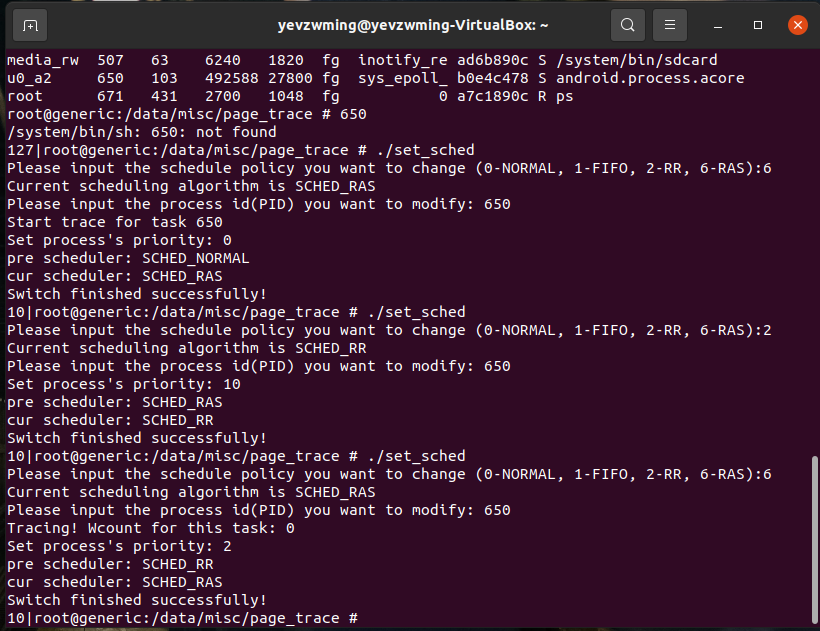 yevzwming@yevzwming-VirtualBox: ~
media_rw  507   63    6240   1820  fg  inotify_re ad6b890c S /system/bin/sdcard
u0_a2     650   103   492588 27800 fg  sys_epoll_ b0e4c478 S android.process.acore
root      671   431   2700   1048  fg           0 a7c1890c R ps
root@generic:/data/misc/page_trace # 650
/system/bin/sh: 650: not found
127|root@generic:/data/misc/page_trace # ./set_sched
Please input the schedule policy you want to change (0-NORMAL, 1-FIFO, 2-RR, 6-RAS):6
Current scheduling algorithm is SCHED_RAS
Please input the process id(PID) you want to modify: 650
Start trace for task 650
Set process's priority: 0
pre scheduler: SCHED_NORMAL
cur scheduler: SCHED_RAS
Switch finished successfully!
10|root@generic:/data/misc/page_trace # ./set_sched
Please input the schedule policy you want to change (0-NORMAL, 1-FIFO, 2-RR, 6-RAS):2
Current scheduling algorithm is SCHED_RR
Please input the process id(PID) you want to modify: 650
Set process's priority: 10
pre scheduler: SCHED_RAS
cur scheduler: SCHED_RR
Switch finished successfully!
10|root@generic:/data/misc/page_trace # ./set_sched
Please input the schedule policy you want to change (0-NORMAL, 1-FIFO, 2-RR, 6-RAS):6
Current scheduling algorithm is SCHED_RAS
Please input the process id(PID) you want to modify: 650
Tracing! Wcount for this task: 0
Set process's priority: 2
pre scheduler: SCHED_RR
cur scheduler: SCHED_RAS
Switch finished successfully!
10|root@generic:/data/misc/page_trace #